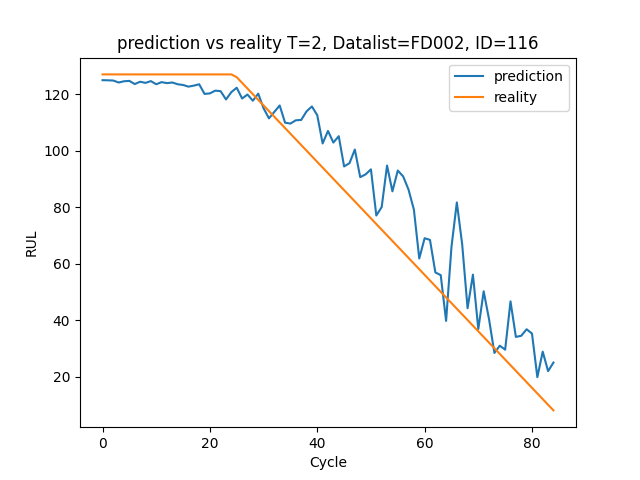 prediction vs reality T=2, Datalist=FD002, ID=116
prediction
reality
120
100
80
60
40
20
RUL
0 20 40 60 80
Cycle